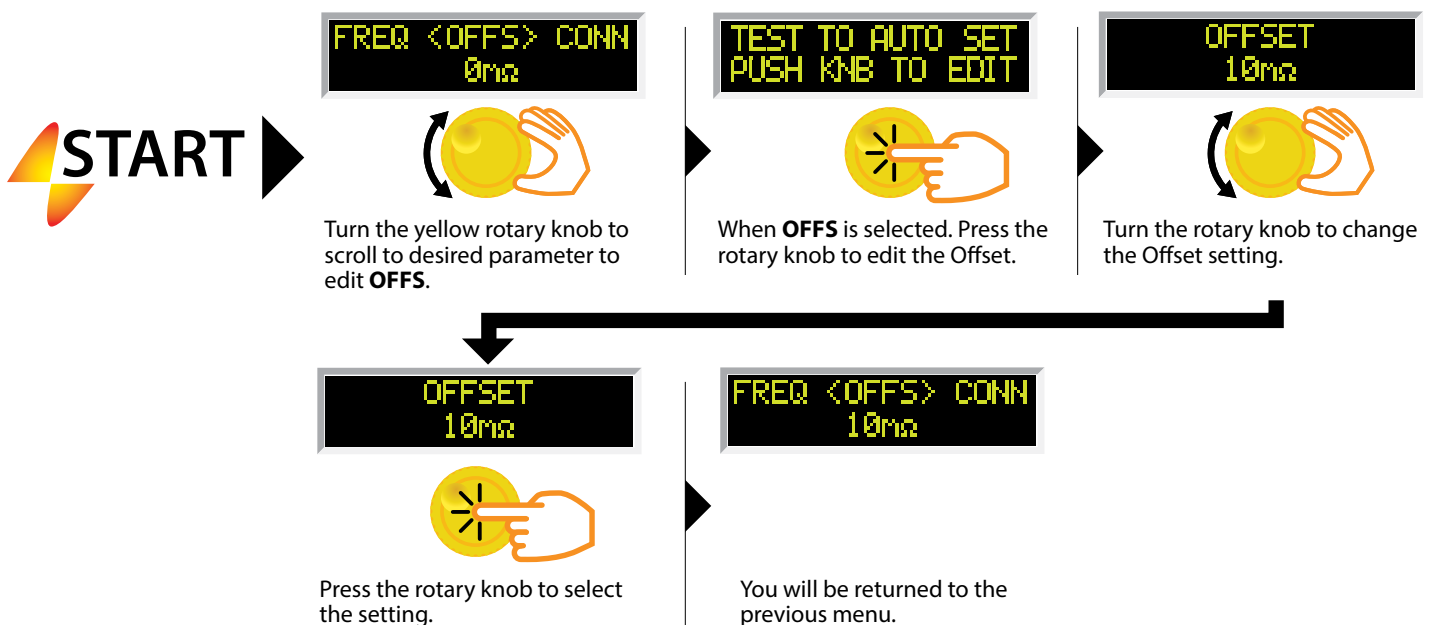 START
FREQ <OFFS> CONN
0mΩ
Turn the yellow rotary knob to
scroll to desired parameter to
edit OFFS.
TEST TO AUTO SET
PUSH KNB TO EDIT
When OFFS is selected. Press the
rotary knob to edit the Offset.
OFFSET
10mΩ
Turn the rotary knob to change
the Offset setting.
OFFSET
10mΩ
Press the rotary knob to select
the setting.
FREQ <OFFS> CONN
10mΩ
You will be returned to the
previous menu.